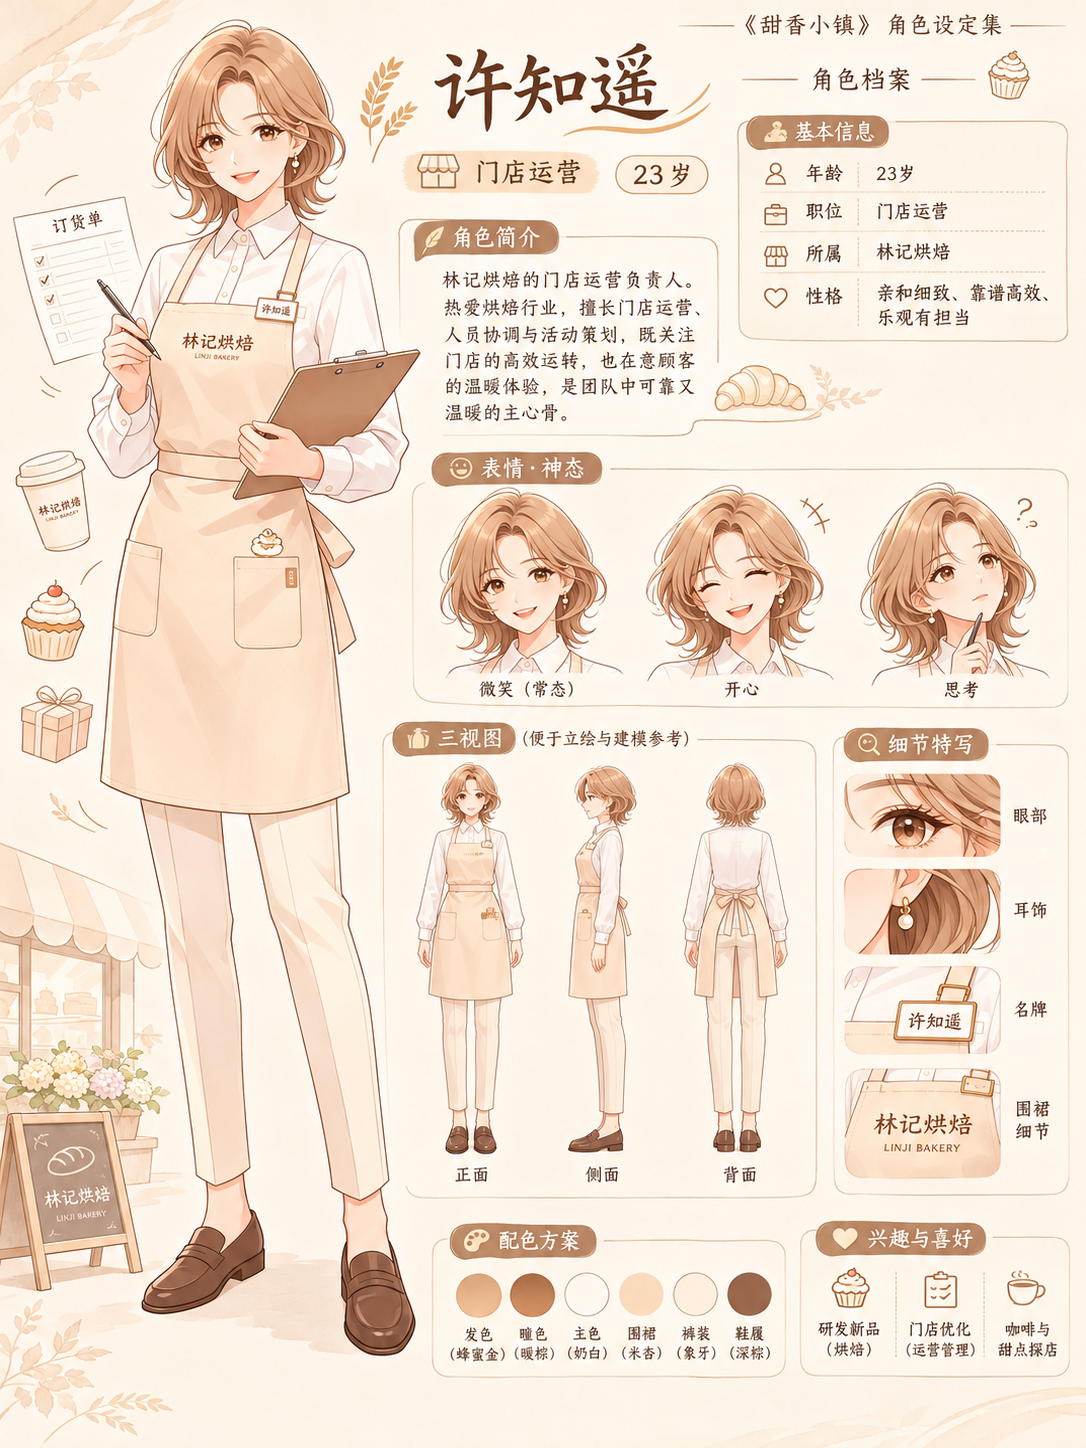 《甜香小镇》 角色设定集
角色档案
许知遥
门店运营
23岁
基本信息
年龄 23岁
职位 门店运营
所属 林记烘焙
性格 亲和细致、靠谱高效、
乐观有担当
角色简介
林记烘焙的门店运营负责人。
热爱烘焙行业，擅长门店运营、
人员协调与活动策划，既关注
门店的高效运转，也在意顾客
的温暖体验，是团队中可靠又
温暖的主心骨。
订货单
许知遥
林记烘焙
LINJI BAKERY
林记烘焙
LINJI BAKERY
林记烘焙
LINJI BAKERY
表情·神态
?
微笑（常态）
开心
思考
三视图（便于立绘与建模参考）
正面
侧面
背面
细节特写
眼部
耳饰
许知遥
名牌
林记烘焙
LINJI BAKERY
围裙
细节
配色方案
发色
（蜂蜜金）
瞳色
（暖棕）
主色
（奶白）
围裙
（米杏）
裤装
（象牙）
鞋履
（深棕）
兴趣与喜好
研发新品
（烘焙）
门店优化
（运营管理）
咖啡与
甜点探店